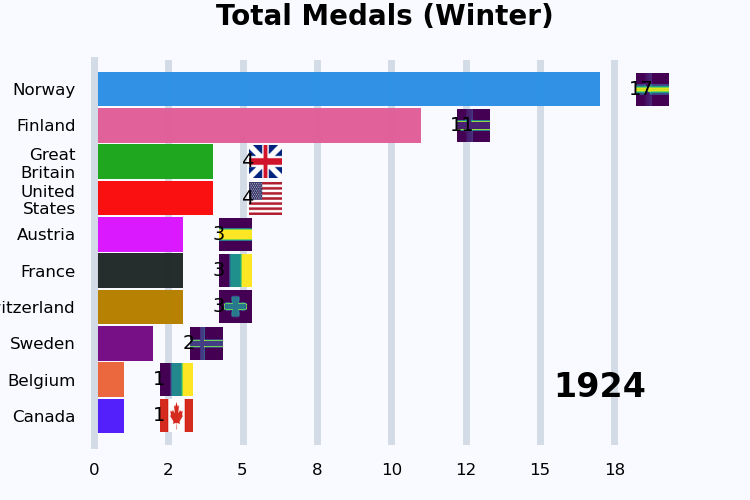 Total Medals (Winter)
Norway 17
Finland 11
Great
Britain 4
United
States 4
Austria 3
France 3
itzerland 3
Sweden 2
Belgium 1
Canada 1
1924
0 2 5 8 10 12 15 18